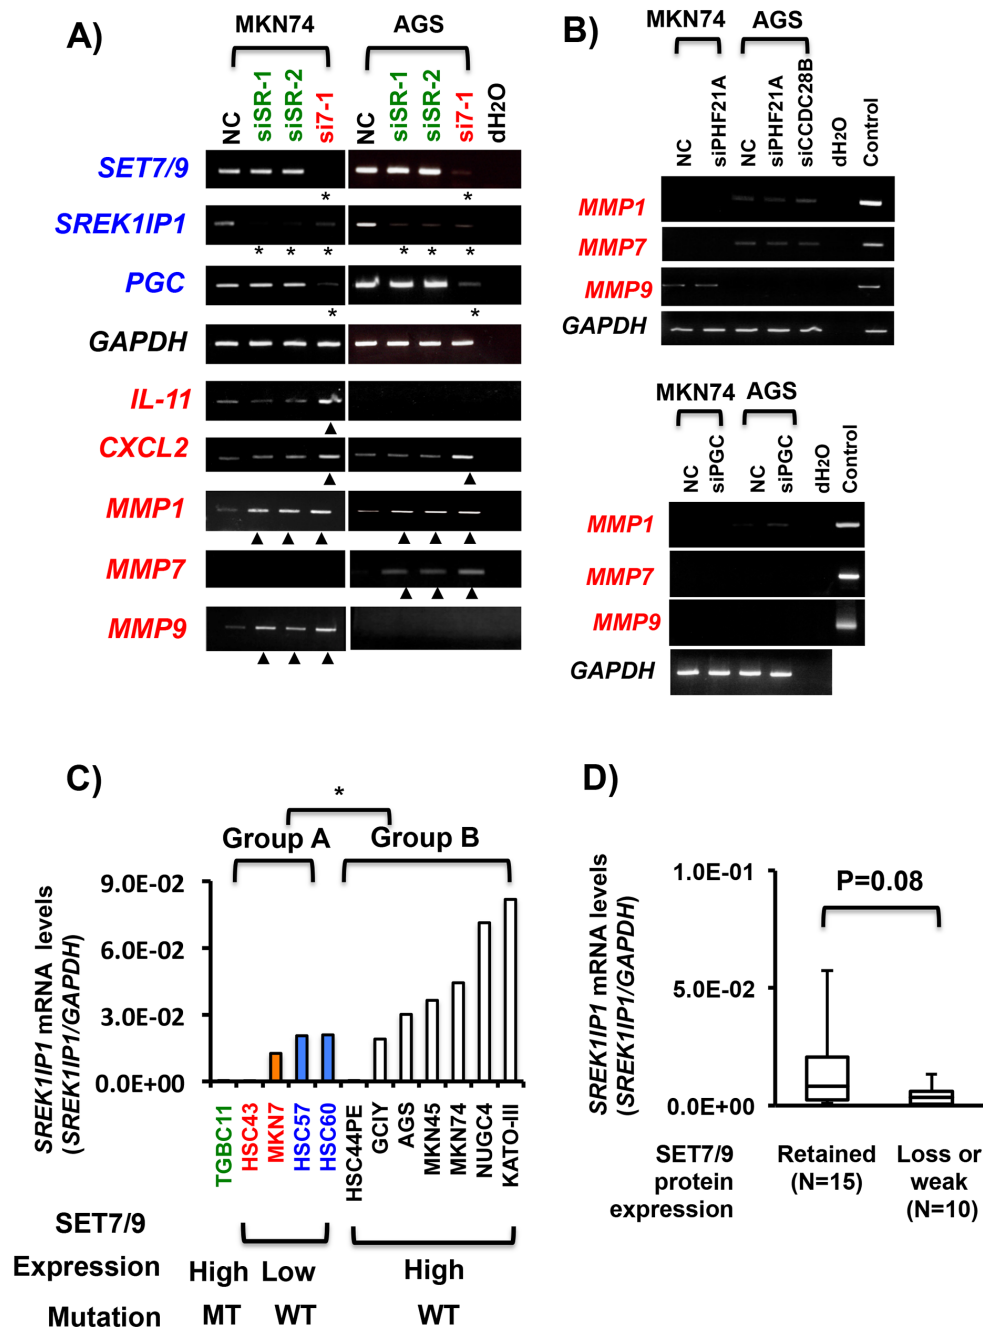 A)
MKN74 AGS
NC siSR-1 siSR-2 si7-1 NC siSR-1 siSR-2 si7-1 dH2O
SET7/9
* *
SREK1IP1
* * * * * *
PGC
* *
GAPDH
IL-11
CXCL2
MMP1
MMP7
MMP9
B)
MKN74 AGS
NC siPHF21A NC siPHF21A siCCDC28B dH2O Control
MMP1
MMP7
MMP9
GAPDH
MKN74 AGS
NC siPGC NC siPGC dH2O Control
MMP1
MMP7
MMP9
GAPDH
C)
*
Group A Group B
SREK1IP1 mRNA levels
(SREK1IP1/GAPDH)
9.0E-02
6.0E-02
3.0E-02
0.0E+00
TGBC11 HSC43 MKN7 HSC57 HSC60 HSC44PE GCIY AGS MKN45 MKN74 NUGC4 KATO-III
SET7/9
Expression High Low High
Mutation MT WT WT
D)
SREK1IP1 mRNA levels
(SREK1IP1/GAPDH)
1.0E-01
5.0E-02
0.0E+00
P=0.08
SET7/9 Retained Loss or
protein (N=15) weak
expression (N=10)